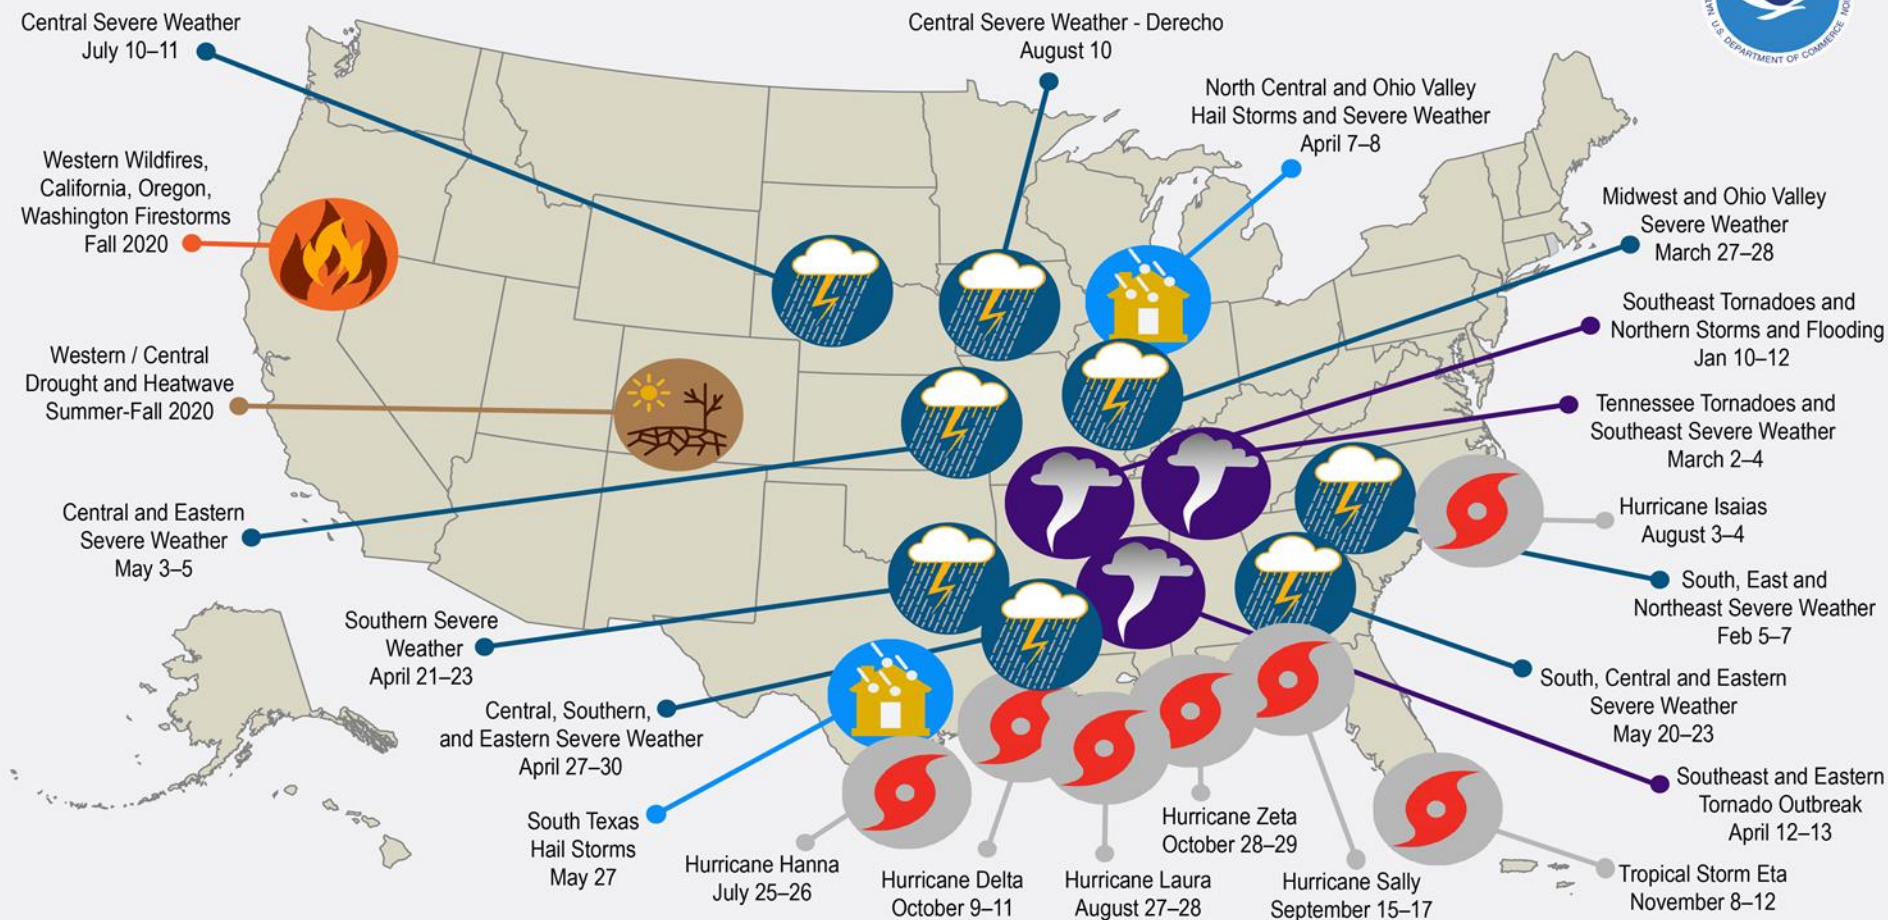 Central Severe Weather
July 10–11
Central Severe Weather - Derecho
August 10
North Central and Ohio Valley
Hail Storms and Severe Weather
April 7–8
U.S. DEPARTMENT OF COMMERCE
Western Wildfires,
California, Oregon,
Washington Firestorms
Fall 2020
Midwest and Ohio Valley
Severe Weather
March 27–28
Southeast Tornadoes and
Northern Storms and Flooding
Jan 10–12
Western / Central
Drought and Heatwave
Summer-Fall 2020
Tennessee Tornadoes and
Southeast Severe Weather
March 2–4
Central and Eastern
Severe Weather
May 3–5
Hurricane Isaias
August 3–4
South, East and
Northeast Severe Weather
Feb 5–7
Southern Severe
Weather
April 21–23
South, Central and Eastern
Severe Weather
May 20–23
Central, Southern,
and Eastern Severe Weather
April 27–30
Southeast and Eastern
Tornado Outbreak
April 12–13
South Texas
Hail Storms
May 27
Hurricane Hanna
July 25–26
Hurricane Delta
October 9–11
Hurricane Laura
August 27–28
Hurricane Zeta
October 28–29
Hurricane Sally
September 15–17
Tropical Storm Eta
November 8–12